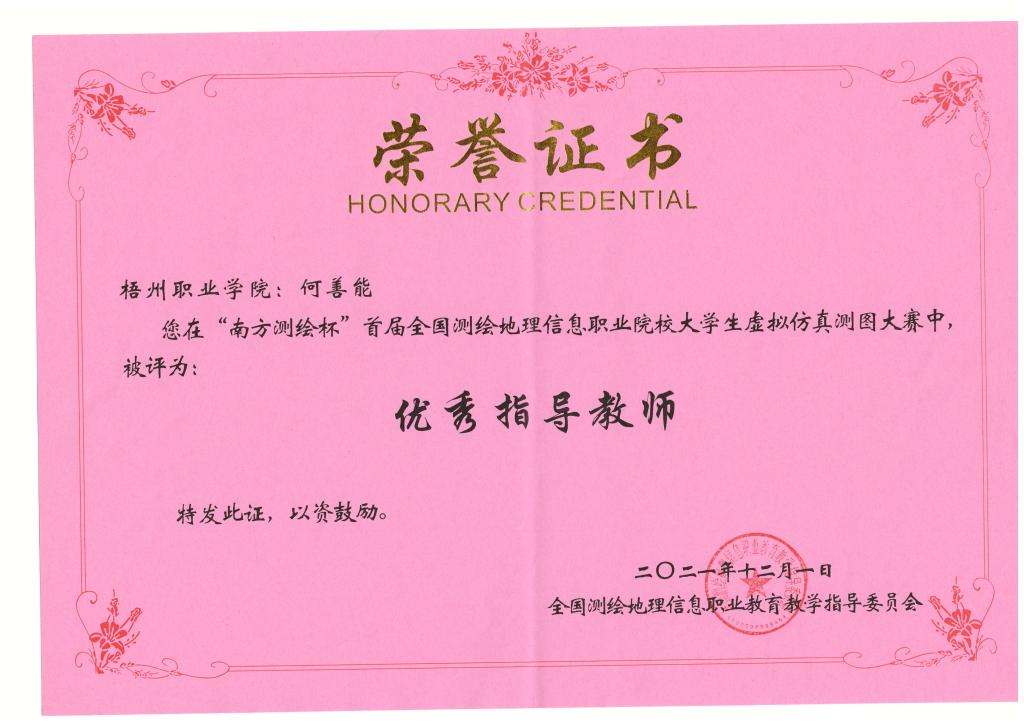 荣誉证书
HONORARY CREDENTIAL
梧州职业学院：何善能
您在“南方测绘杯”首届全国测绘地理信息职业院校大学生虚拟仿真测图大赛中，
被评为：
优秀指导教师
特发此证，以资鼓励。
二〇二一年十二月一日
全国测绘地理信息职业教育教学指导委员会